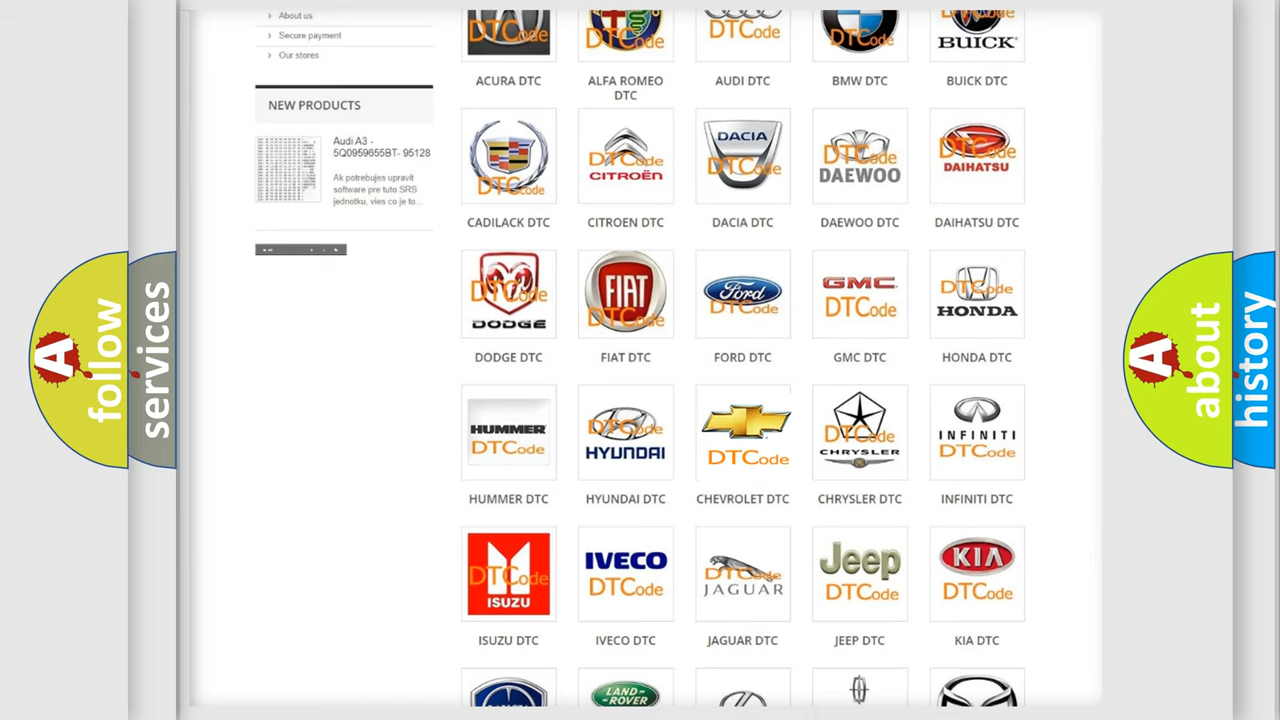 About us
Secure payment
Our stores
NEW PRODUCTS
Audi A3 -
5Q0959655BT- 95128
Ak potrebujes upravit
software pre tuto SRS
jednotku, vies co je to...
DTCode
DTCode
DTCode
DTCode
BUICK
ACURA DTC
ALFA ROMEO
DTC
AUDI DTC
BMW DTC
BUICK DTC
DTCode
DTCode
CITROËN
DACIA
DTCode
DTCode
DAEWOO
DTCode
DAIHATSU
CADILACK DTC
CITROEN DTC
DACIA DTC
DAEWOO DTC
DAIHATSU DTC
DTCode
DODGE
FIAT
DTCode
Ford
DTCode
GMC
DTCode
DTCode
HONDA
DODGE DTC
FIAT DTC
FORD DTC
GMC DTC
HONDA DTC
HUMMER
DTCode
DTCode
HYUNDAI
DTCode
DTCode
CHRYSLER
INFINITI
DTCode
HUMMER DTC
HYUNDAI DTC
CHEVROLET DTC
CHRYSLER DTC
INFINITI DTC
DTCode
ISUZU
IVECO
DTCode
DTCode
JAGUAR
Jeep
DTCode
KIA
DTCode
ISUZU DTC
IVECO DTC
JAGUAR DTC
JEEP DTC
KIA DTC
LAND-
ROVER
A
follow
services
A
about
history